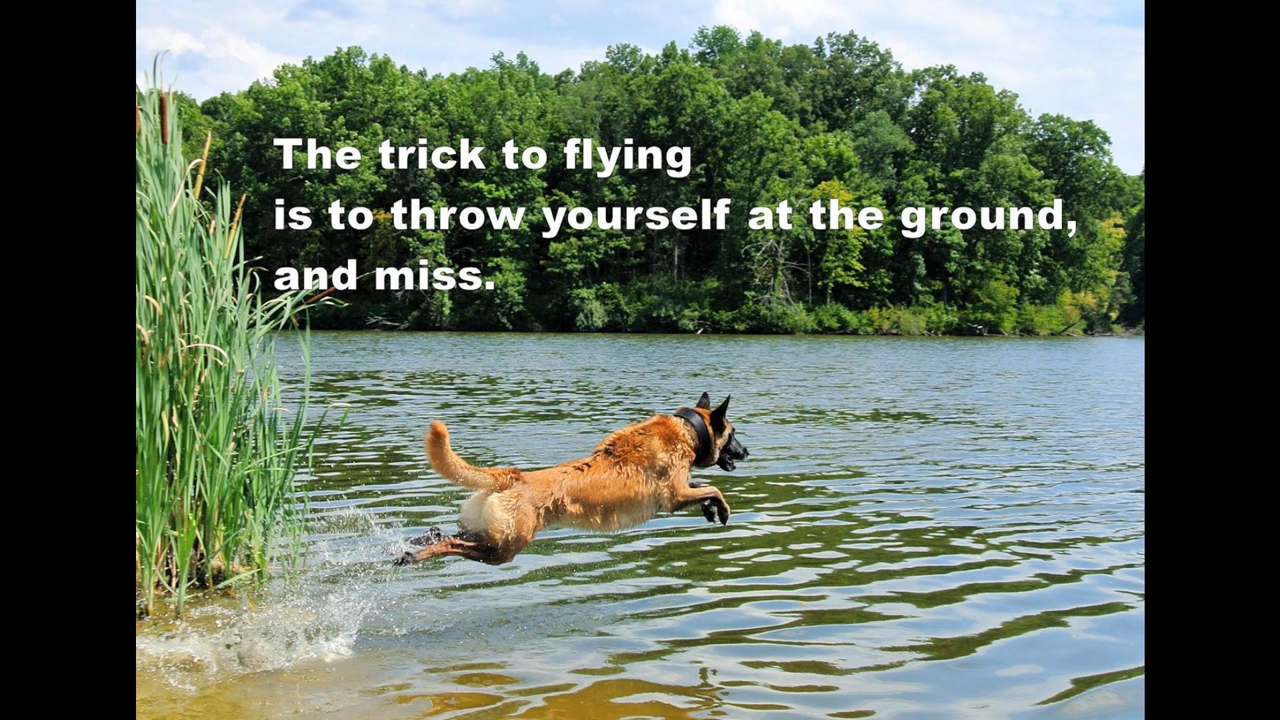 The trick to flying
is to throw yourself at the ground,
and miss.